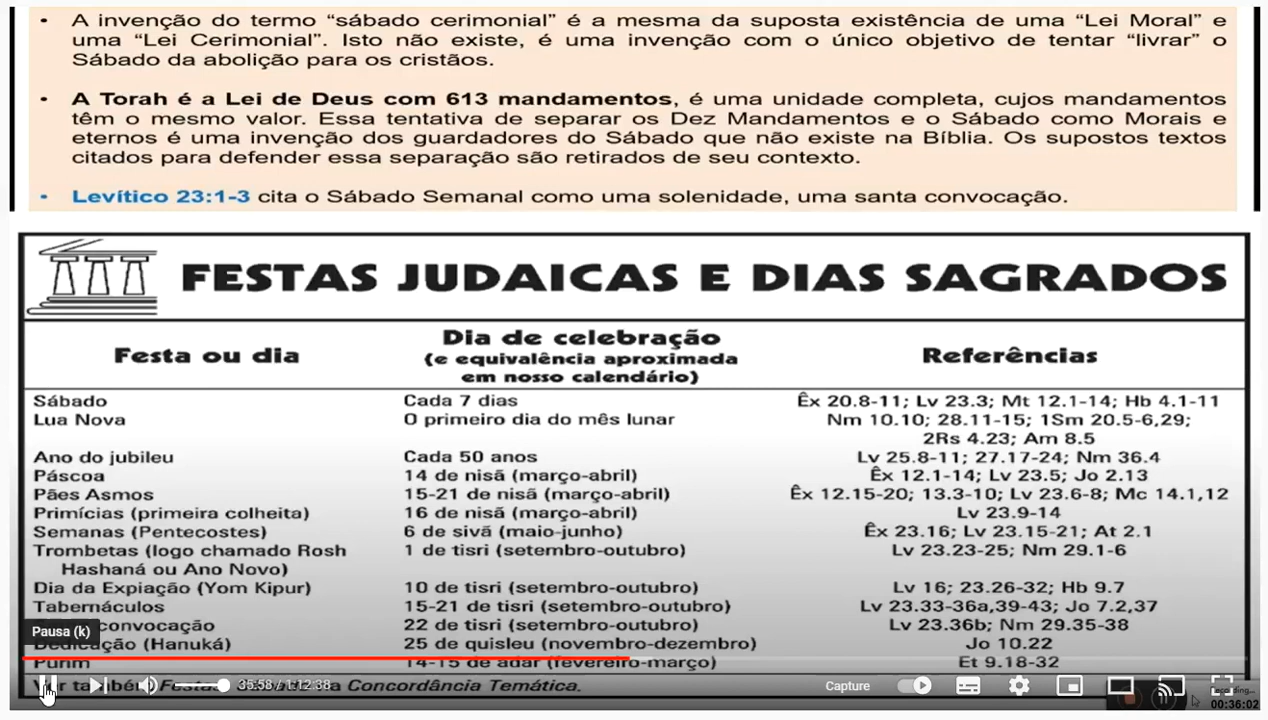 • A invenção do termo “sábado cerimonial” é a mesma da suposta existência de uma “Lei Moral” e
uma “Lei Cerimonial”. Isto não existe, é uma invenção com o único objetivo de tentar “livrar” o
Sábado da abolição para os cristãos.
• A Torah é a Lei de Deus com 613 mandamentos, é uma unidade completa, cujos mandamentos
têm o mesmo valor. Essa tentativa de separar os Dez Mandamentos e o Sábado como Morais e
eternos é uma invenção dos guardadores do Sábado que não existe na Bíblia. Os supostos textos
citados para defender essa separação são retirados de seu contexto.
• Levítico 23:1-3 cita o Sábado Semanal como uma solenidade, uma santa convocação.
FESTAS JUDAICAS E DIAS SAGRADOS
Festa ou dia
Dia de celebração
(e equivalência aproximada
em nosso calendário)
Referências
Sábado Cada 7 dias Êx 20.8-11; Lv 23.3; Mt 12.1-14; Hb 4.1-11
Lua Nova O primeiro dia do mês lunar Nm 10.10; 28.11-15; 1Sm 20.5-6,29;
2Rs 4.23; Am 8.5
Ano do jubileu Cada 50 anos Lv 25.8-11; 27.17-24; Nm 36.4
Páscoa 14 de nisã (março-abril) Êx 12.1-14; Lv 23.5; Jo 2.13
Pães Asmos 15-21 de nisã (março-abril) Êx 12.15-20; 13.3-10; Lv 23.6-8; Mc 14.1,12
Primícias (primeira colheita) 16 de nisã (março-abril) Lv 23.9-14
Semanas (Pentecostes) 6 de sivã (maio-junho) Êx 23.16; Lv 23.15-21; At 2.1
Trombetas (logo chamado Rosh 1 de tisri (setembro-outubro) Lv 23.23-25; Nm 29.1-6
Hashaná ou Ano Novo)
Dia da Expiação (Yom Kipur) 10 de tisri (setembro-outubro) Lv 16; 23.26-32; Hb 9.7
Tabernáculos 15-21 de tisri (setembro-outubro) Lv 23.33-36a,39-43; Jo 7.2,37
convocação 22 de tisri (setembro-outubro) Lv 23.36b; Nm 29.35-38
Pausa (k)
Dedicação (Hanuká) 25 de quisleu (novembro-dezembro) Jo 10.22
Purim 14-15 de adar (fevereiro-março) Et 9.18-32
Ver também Concordância Temática.
35:58 / 1:12:38
Capture
00:36:02